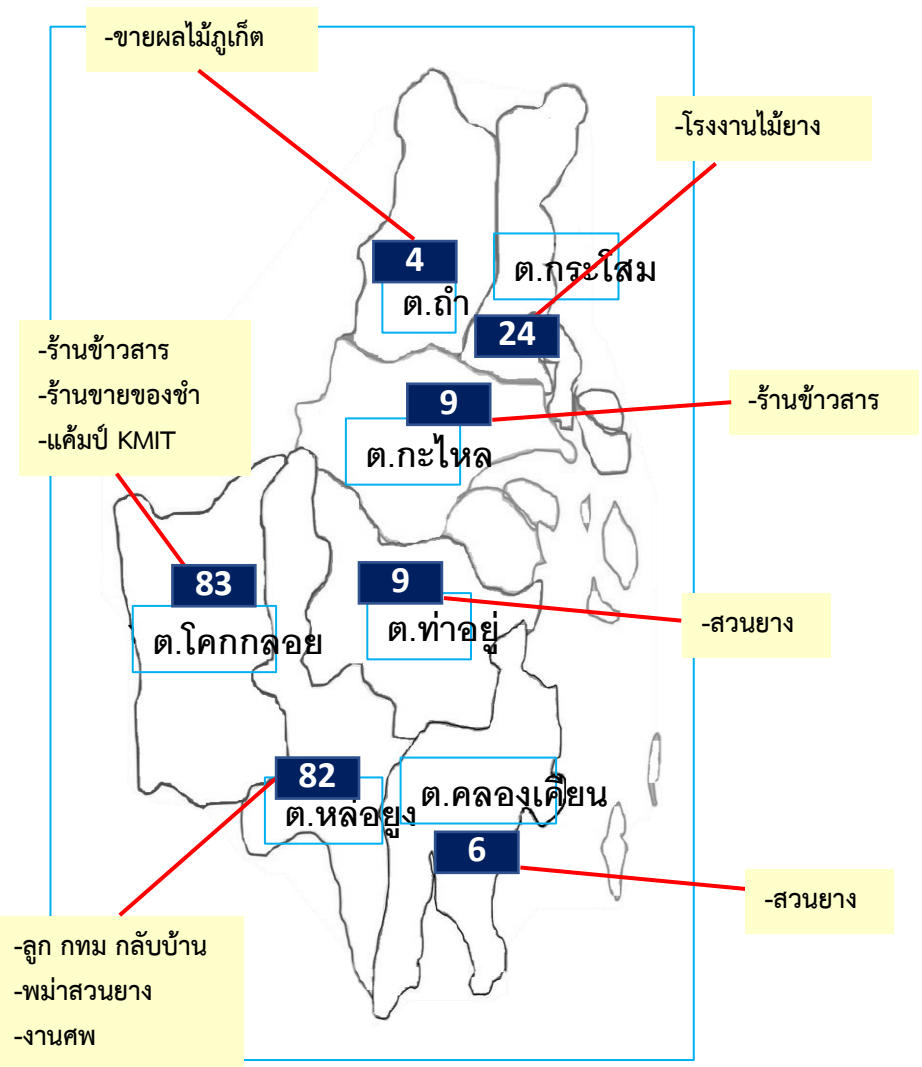 -ขายผลไม้ภูเก็ต
-โรงงานไม้ยาง
4
ต.ถ้ำ
ต.กระโสม
24
-ร้านข้าวสาร
-ร้านขายของชำ
-แค้มป์ KMIT
9
-ร้านข้าวสาร
ต.กะไหล
83
ต.โคกกลอย
9
ต.ท่าอยู่
-สวนยาง
82
ต.หล่อยูง
ต.คลองเคียน
6
-สวนยาง
-ลูก กทม กลับบ้าน
-พม่าสวนยาง
-งานศพ